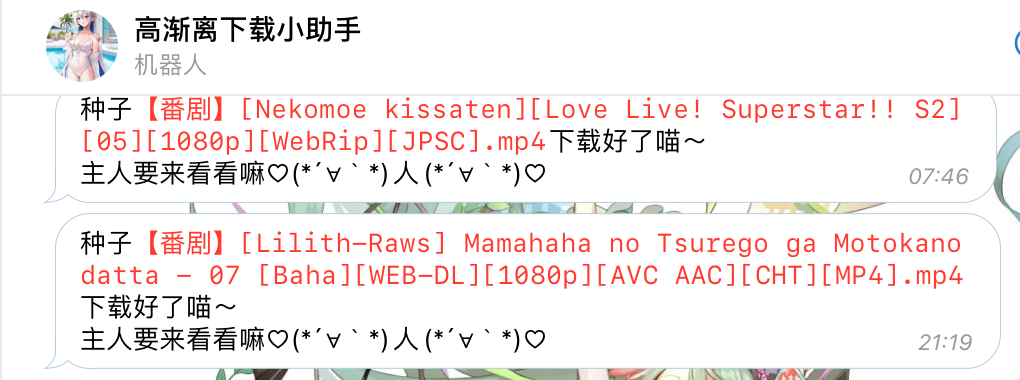 高渐离下载小助手
机器人
种子【番剧】[Nekomoe kissaten][Love Live! Superstar!! S2]
[05][1080p][WebRip][JPSC].mp4下载好了喵～
主人要来看看嘛♡(*´∀｀*)人(*´∀｀*)♡
07:46
种子【番剧】[Lilith-Raws] Mamahaha no Tsurego ga Motokano
datta - 07 [Baha][WEB-DL][1080p][AVC AAC][CHT][MP4].mp4
下载好了喵～
主人要来看看嘛♡(*´∀｀*)人(*´∀｀*)♡
21:19